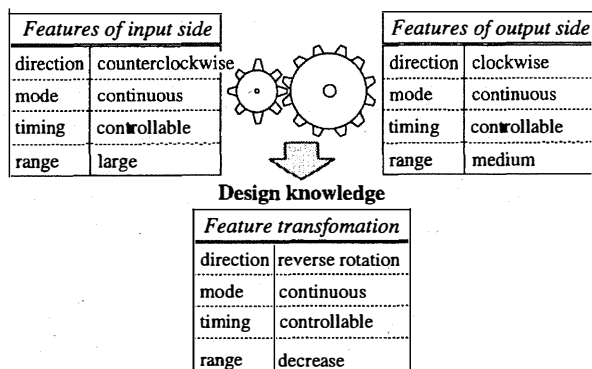 Features of input side
direction counterclockwise
mode continuous
timing controllable
range large
Features of output side
direction clockwise
mode continuous
timing controllable
range medium
Design knowledge
Feature transfomation
direction reverse rotation
mode continuous
timing controllable
range decrease